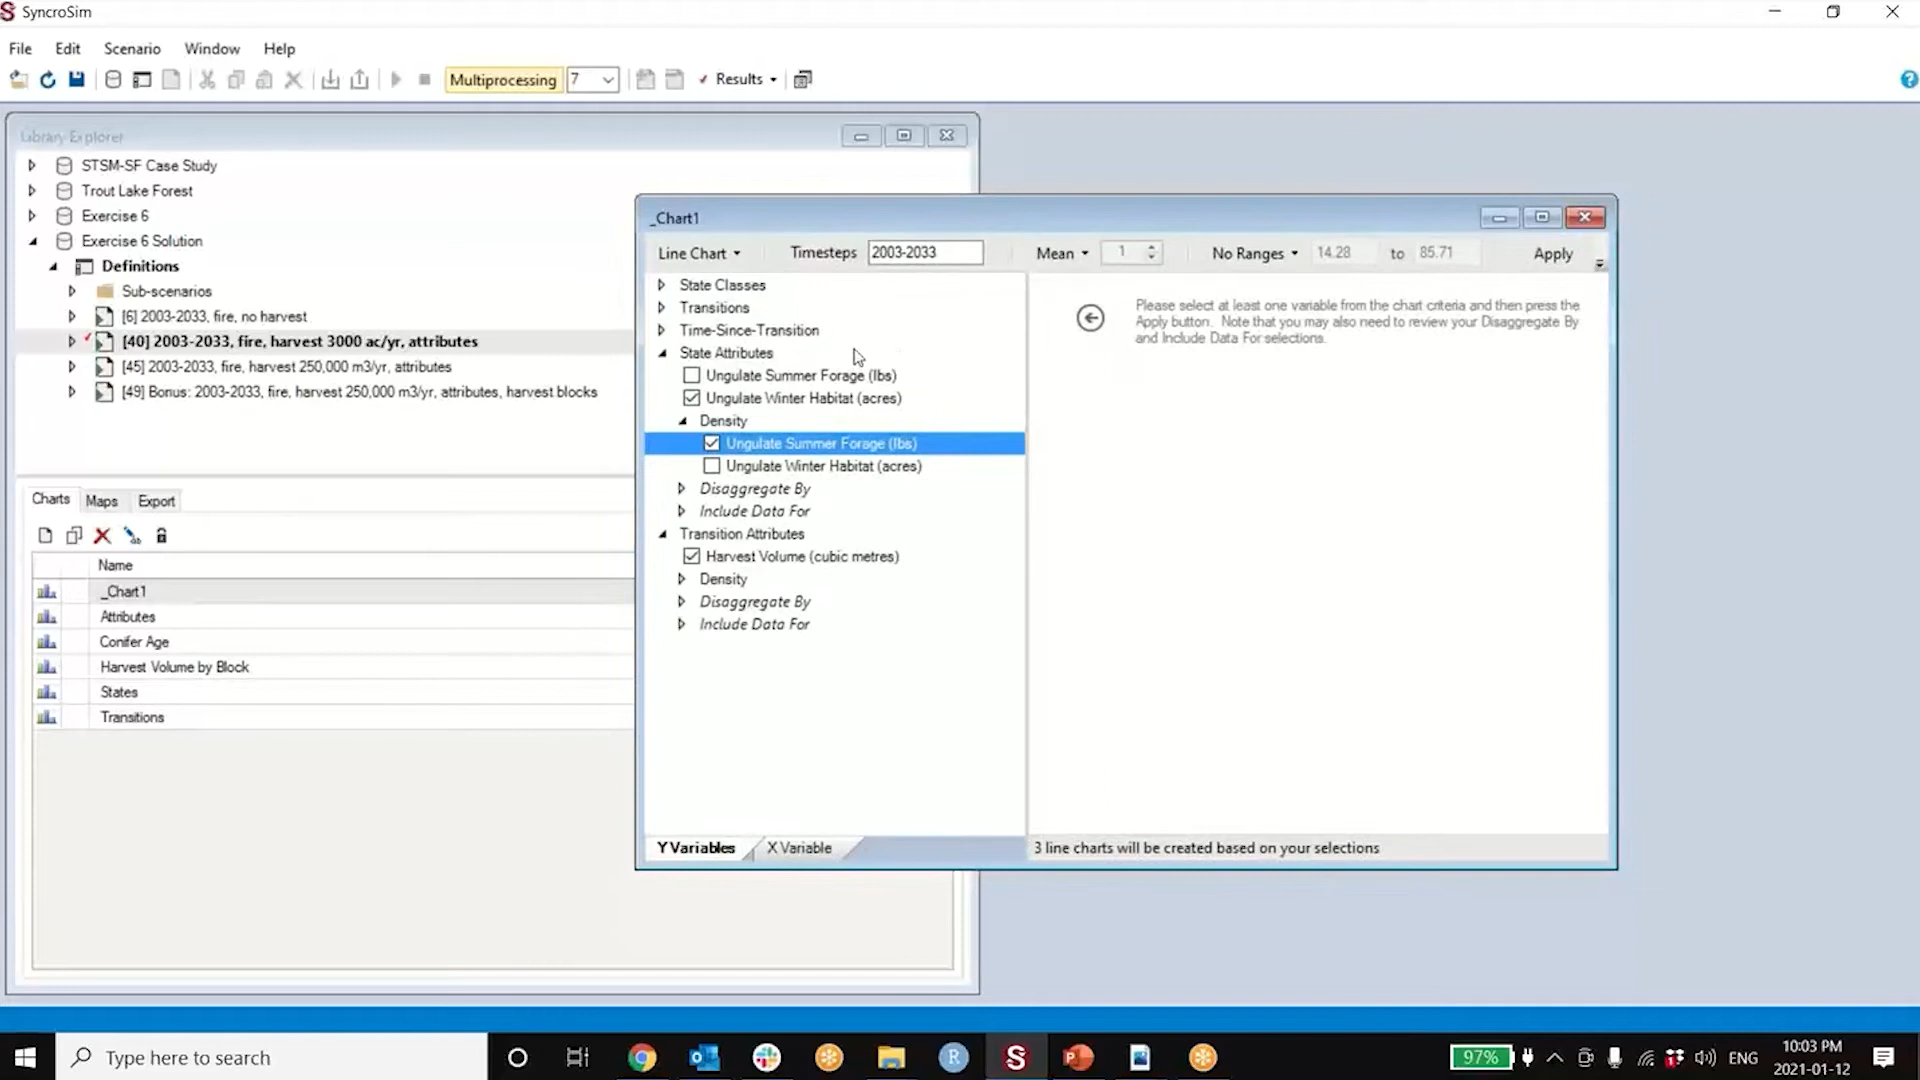 SyncroSim
File Edit Scenario Window Help
Multiprocessing 7 Results
Library Explorer
STSM-SF Case Study
Trout Lake Forest
Exercise 6
Exercise 6 Solution
Definitions
Sub-scenarios
[6] 2003-2033, fire, no harvest
[40] 2003-2033, fire, harvest 3000 ac/yr, attributes
[45] 2003-2033, fire, harvest 250,000 m3/yr, attributes
[49] Bonus: 2003-2033, fire, harvest 250,000 m3/yr, attributes, harvest blocks
Charts Maps Export
Name
_Chart1
Attributes
Conifer Age
Harvest Volume by Block
States
Transitions
_Chart1
Line Chart Timesteps 2003-2033 Mean 1 No Ranges 14.28 to 85.71 Apply
State Classes
Transitions
Time-Since-Transition
State Attributes
Ungulate Summer Forage (lbs)
Ungulate Winter Habitat (acres)
Density
Ungulate Summer Forage (lbs)
Ungulate Winter Habitat (acres)
Disaggregate By
Include Data For
Transition Attributes
Harvest Volume (cubic metres)
Density
Disaggregate By
Include Data For
Y Variables X Variable
Please select at least one variable from the chart criteria and then press the
Apply button. Note that you may also need to review your Disaggregate By
and Include Data For selections.
3 line charts will be created based on your selections
Type here to search
97% ENG
10:03 PM
2021-01-12